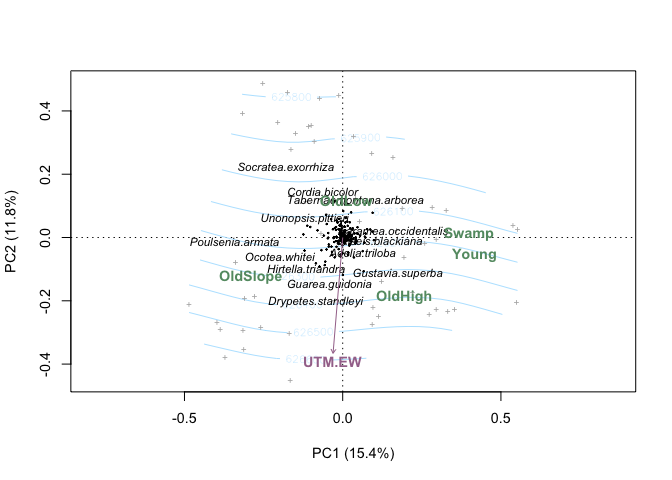 0.4
0.2
0.0
-0.2
-0.4
PC2 (11.8%)
625800
625900
626000
626500
Socratea.exorrhiza
Cordia.bicolor
Tabernaemontana.arborea
OldLow
Unonopsis.pittieri
Poulsenia.armata
Swamp
Young
Ocotea.whitei
Hirtella.triandra
Gustavia.superba
OldSlope
Guarea.guidonia
OldHigh
Drypetes.standleyi
UTM.EW
-0.5
0.0
0.5
PC1 (15.4%)